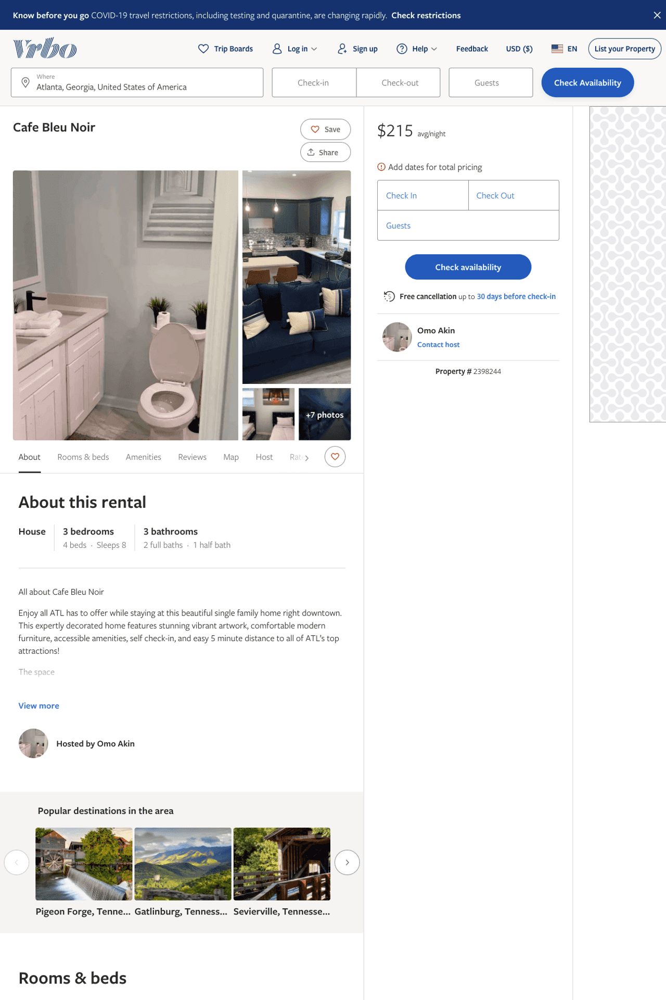 Know before you go COVID-19 travel restrictions, including testing and quarantine, are changing rapidly. Check restrictions
Vrbo
Trip Boards
Log in
Sign up
Help
Feedback
USD ($)
EN
List your Property
Where
Atlanta, Georgia, United States of America
Check-in
Check-out
Guests
Check Availability
Cafe Bleu Noir
Save
Share
+7 photos
$215 avg/night
Add dates for total pricing
Check In
Check Out
Guests
Check availability
Free cancellation up to 30 days before check-in
Omo Akin
Contact host
Property # 2398244
About
Rooms & beds
Amenities
Reviews
Map
Host
About this rental
House
3 bedrooms
4 beds · Sleeps 8
3 bathrooms
2 full baths · 1 half bath
All about Cafe Bleu Noir
Enjoy all ATL has to offer while staying at this beautiful single family home right downtown.
This expertly decorated home features stunning vibrant artwork, comfortable modern
furniture, accessible amenities, self check-in, and easy 5 minute distance to all of ATL's top
attractions!
The space
View more
Hosted by Omo Akin
Popular destinations in the area
Pigeon Forge, Tenne...
Gatlinburg, Tenness...
Sevierville, Tennesse...
Rooms & beds